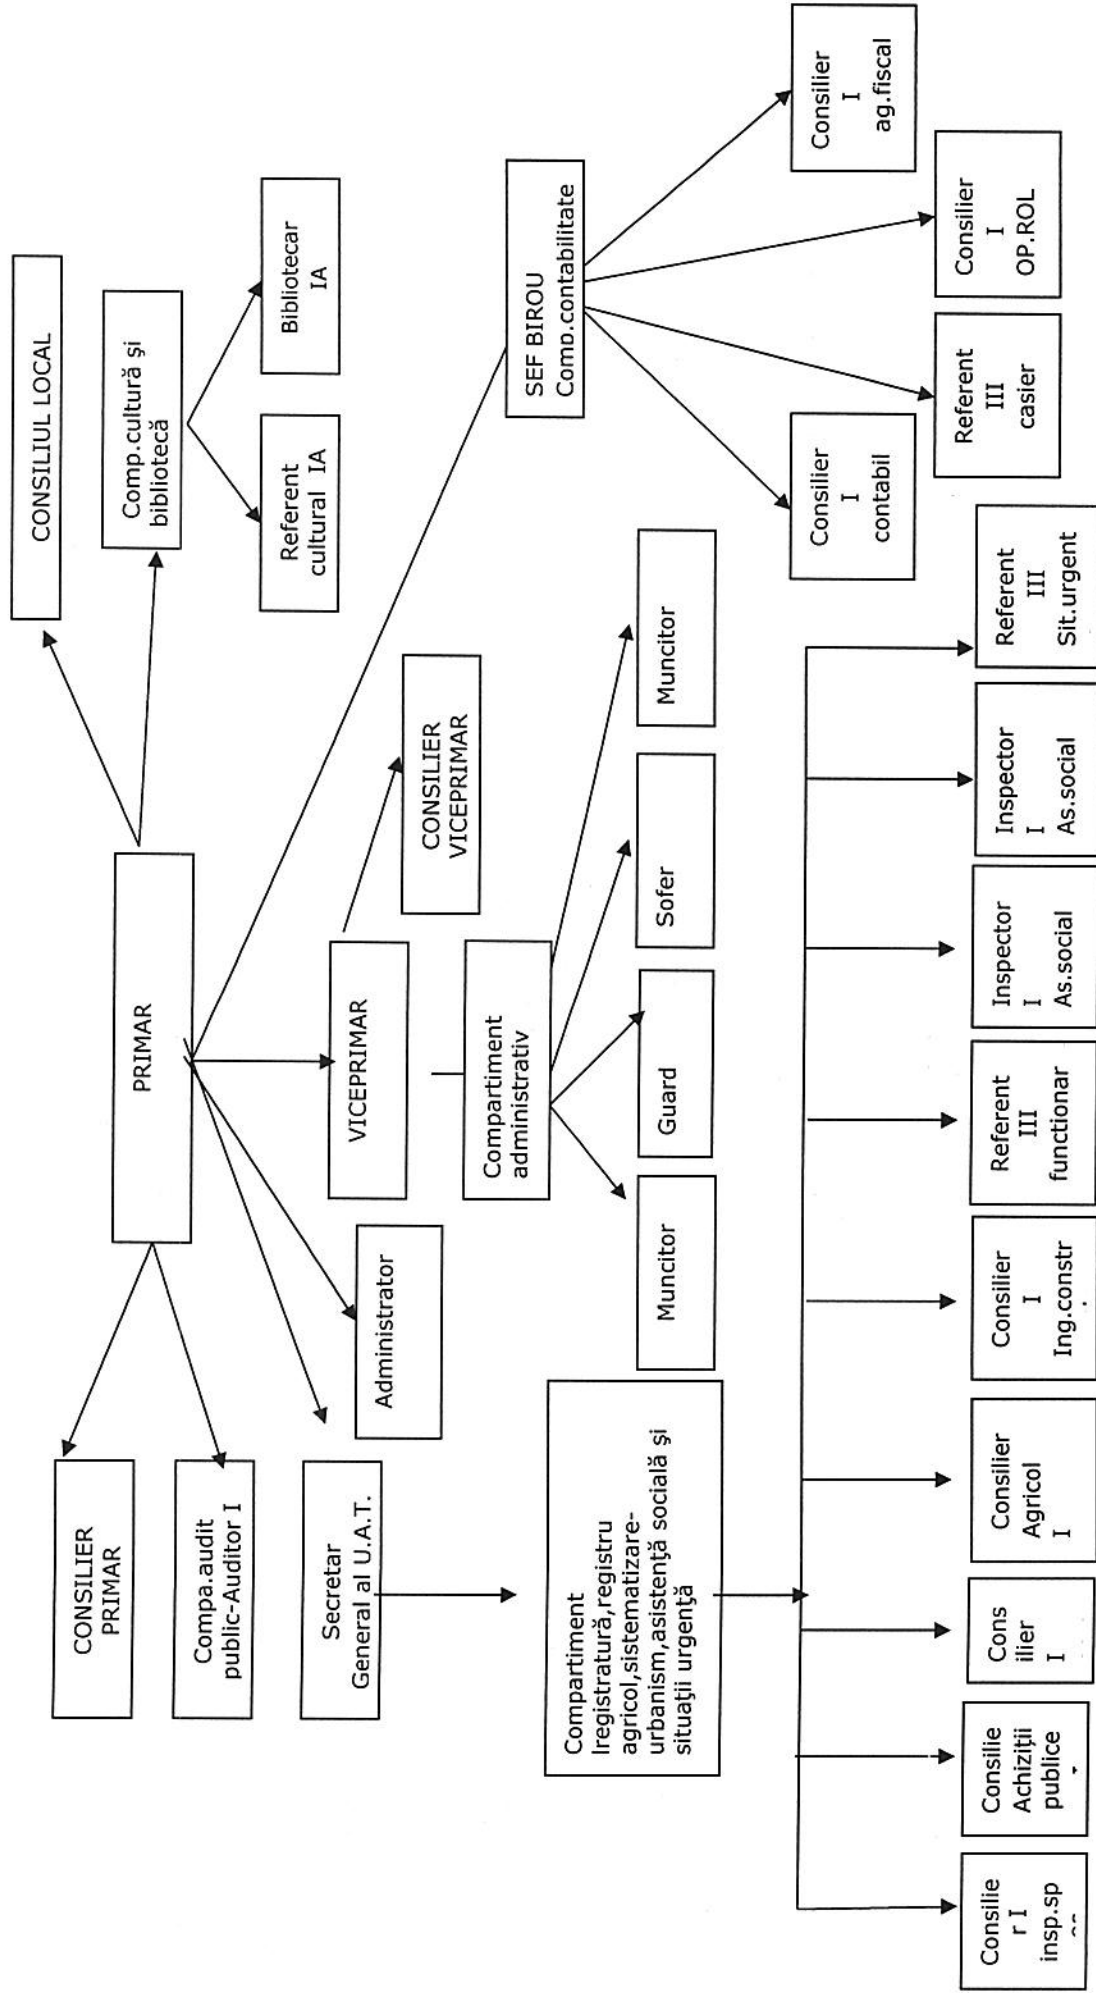 CONSILIUL LOCAL
PRIMAR
Comp.cultură şi
bibliotecă
Referent
cultural IA
Bibliotecar
IA
CONSILIER
PRIMAR
Compa.audit
public-Auditor I
Secretar
General al U.A.T.
Administrator
VICEPRIMAR
CONSILIER
VICEPRIMAR
SEF BIROU
Comp.contabilitate
Compartiment
administrativ
Muncitor
Guard
Sofer
Muncitor
Consilier
I
contabil
Referent
III
casier
Consilier
I
OP.ROL
Consilier
I
ag.fiscal
Compartiment
Iregistratură,registru
agricol,sistematizare-
urbanism,asistenţă socială şi
situaţii urgenţă
Consilie
r I
insp.sp
Consilie
Achiziţii
publice
Cons
ilier
I
Consilier
Agricol
I
Consilier
I
Ing.constr
Referent
III
functionar
Inspector
I
As.social
Inspector
I
As.social
Referent
III
Sit.urgent